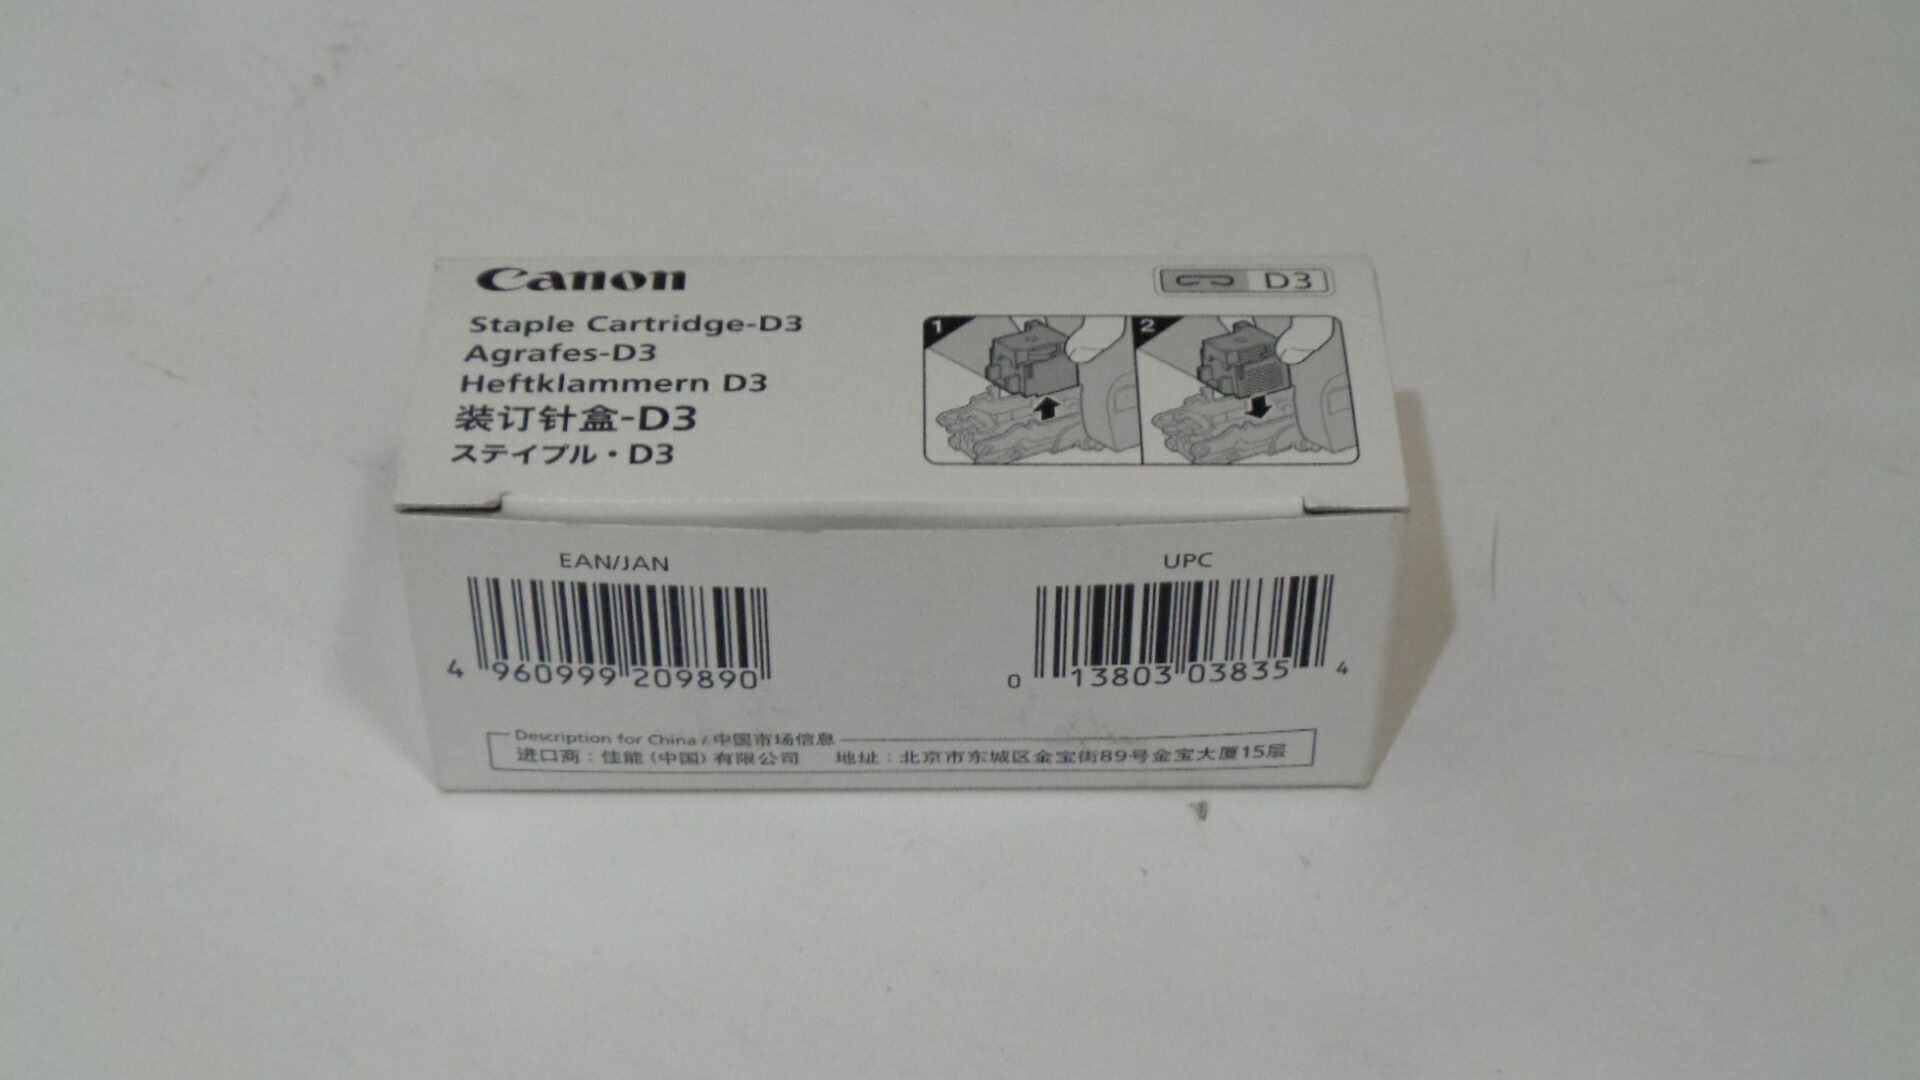 Canon
D3
Staple Cartridge-D3
Agrafes-D3
Heftklammern D3
装订针盒-D3
ステイプル・D3
1
2
EAN/JAN
4 960999 209890
UPC
0 13803 03835 4
Description for China / 中国市场信息
进口商：佳能（中国）有限公司 地址：北京市东城区金宝街89号金宝大厦15层